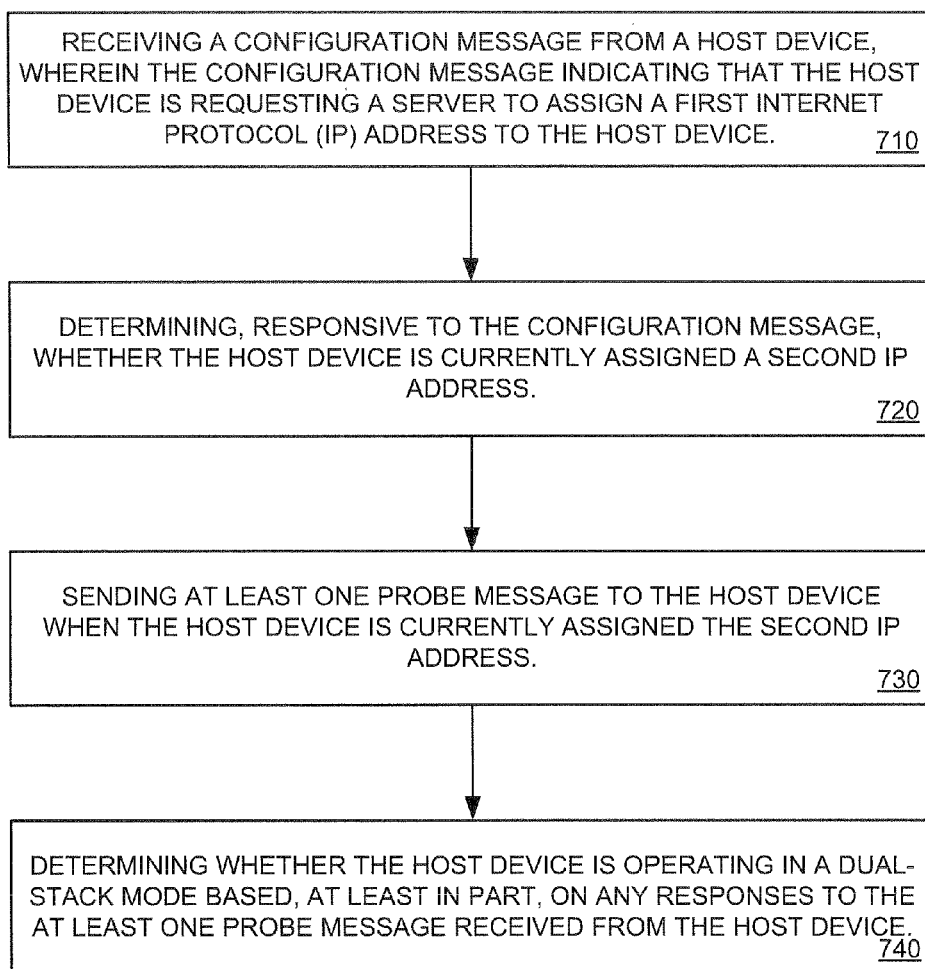 RECEIVING A CONFIGURATION MESSAGE FROM A HOST DEVICE,
WHEREIN THE CONFIGURATION MESSAGE INDICATING THAT THE HOST
DEVICE IS REQUESTING A SERVER TO ASSIGN A FIRST INTERNET
PROTOCOL (IP) ADDRESS TO THE HOST DEVICE.
710
DETERMINING, RESPONSIVE TO THE CONFIGURATION MESSAGE,
WHETHER THE HOST DEVICE IS CURRENTLY ASSIGNED A SECOND IP
ADDRESS.
720
SENDING AT LEAST ONE PROBE MESSAGE TO THE HOST DEVICE
WHEN THE HOST DEVICE IS CURRENTLY ASSIGNED THE SECOND IP
ADDRESS.
730
DETERMINING WHETHER THE HOST DEVICE IS OPERATING IN A DUAL-
STACK MODE BASED, AT LEAST IN PART, ON ANY RESPONSES TO THE
AT LEAST ONE PROBE MESSAGE RECEIVED FROM THE HOST DEVICE.
740